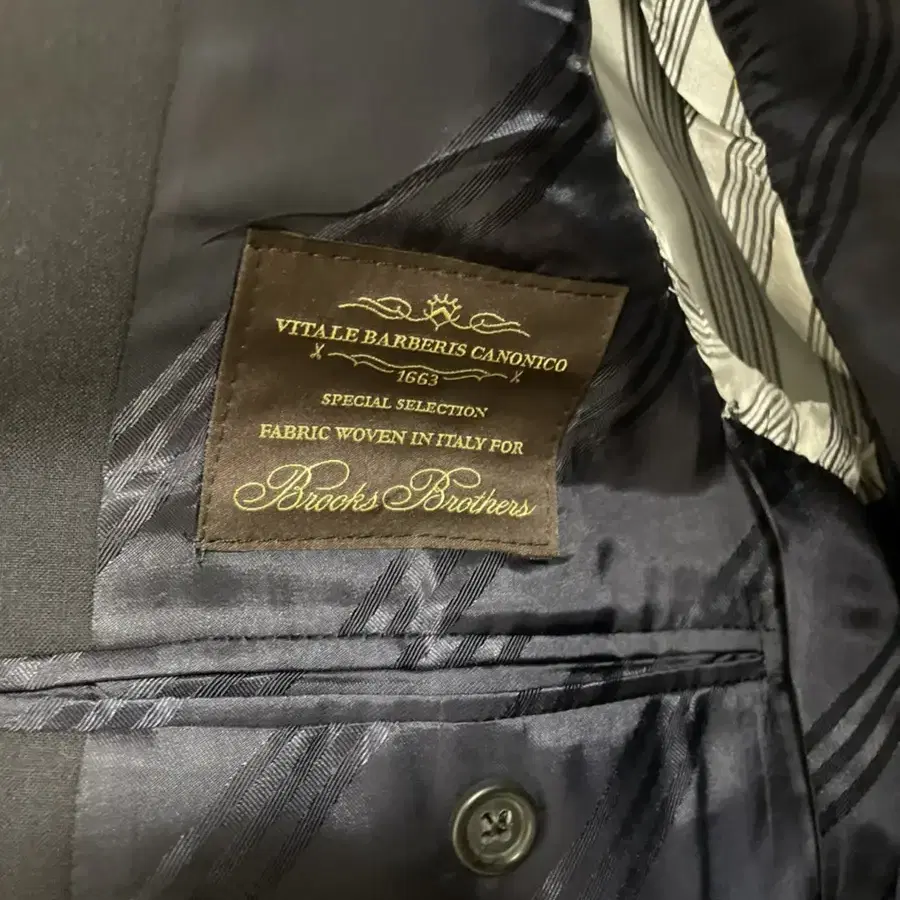 VITALE BARBERIS CANONICO
1663
SPECIAL SELECTION
FABRIC WOVEN IN ITALY FOR
Brooks Brothers